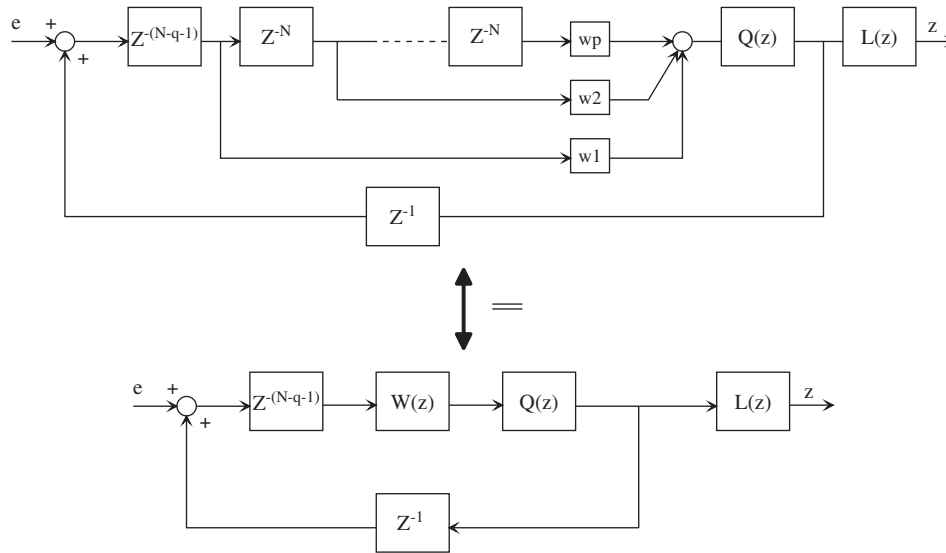 e + Z-(N-q-1) Z-N Z-N wp Q(z) L(z) z
+
w2
w1
Z-1
=
e + Z-(N-q-1) W(z) Q(z) L(z) z
+
Z-1